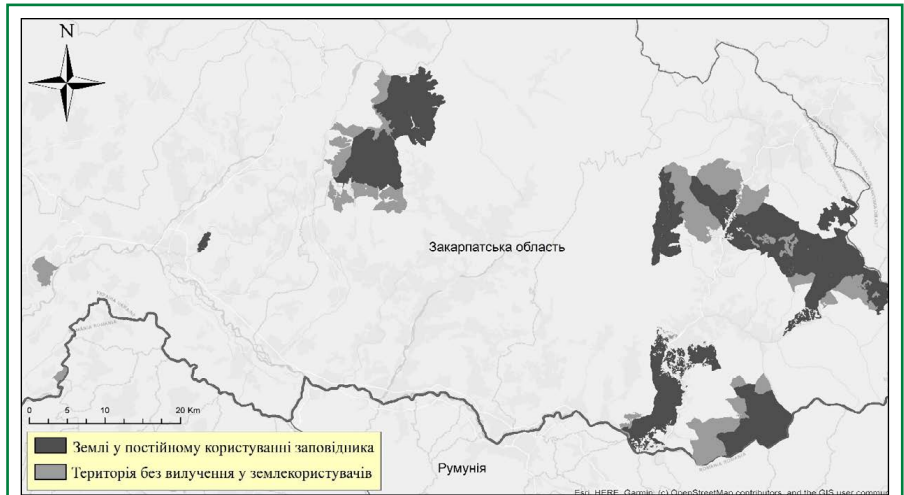 N
Закарпатська область
0 5 10 20 Km
Землі у постійному користуванні заповідника
Територія без вилучення у землекористувачів
Румунія
Esri, HERE, Garmin, (c) OpenStreetMap contributors, and the GIS user commun